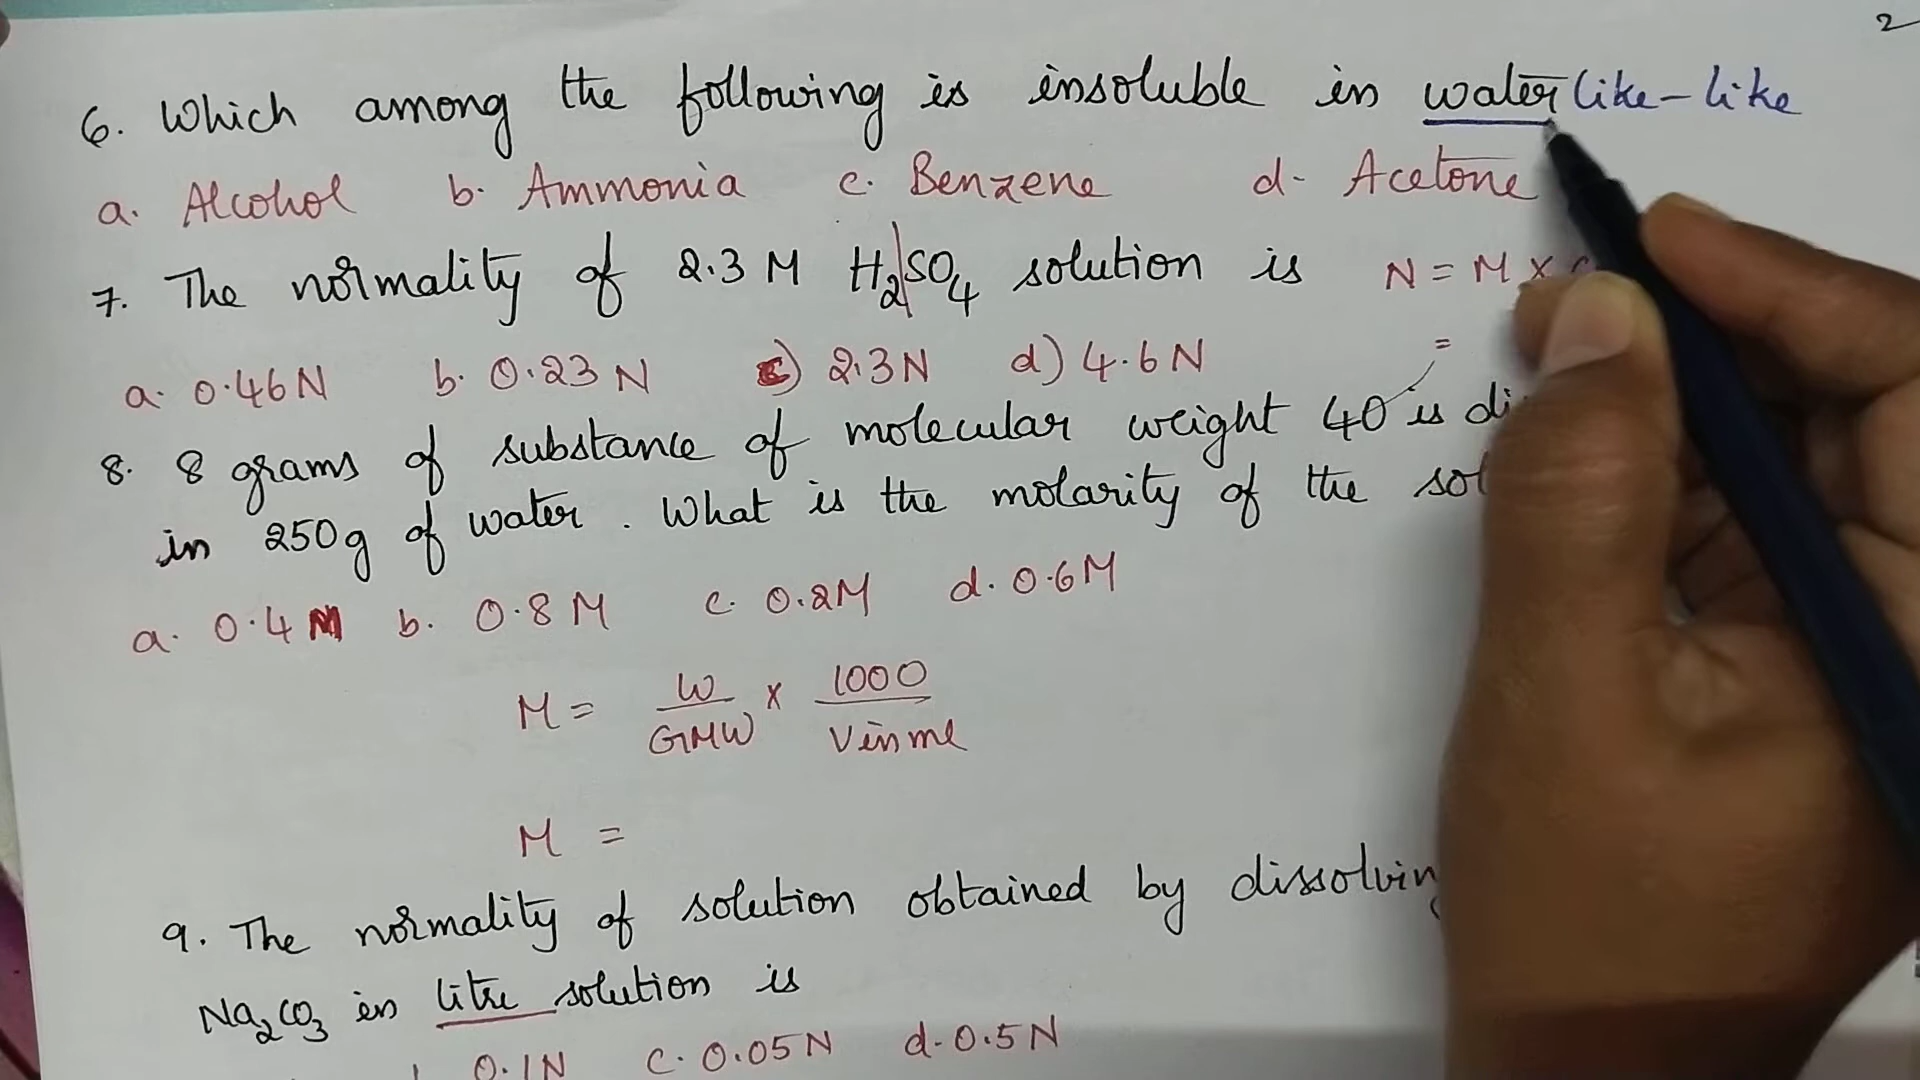 2
6. Which among the following is insoluble in water like-like
a. Alcohol b. Ammonia c. Benzene d. Acetone
7. The normality of 2.3 M H2SO4 solution is N = M ×
a. 0.46N b. 0.23 N c) 2.3N d) 4.6N =
8. 8 grams of substance of molecular weight 40 is
in 250g of water. What is the molarity of the
a. 0.4 M b. 0.8 M c. 0.2M d. 0.6M
M = W/GMW × 1000/V in ml
M =
9. The normality of solution obtained by
Na2CO3 in litre solution is
0.1N c. 0.05N d. 0.5N